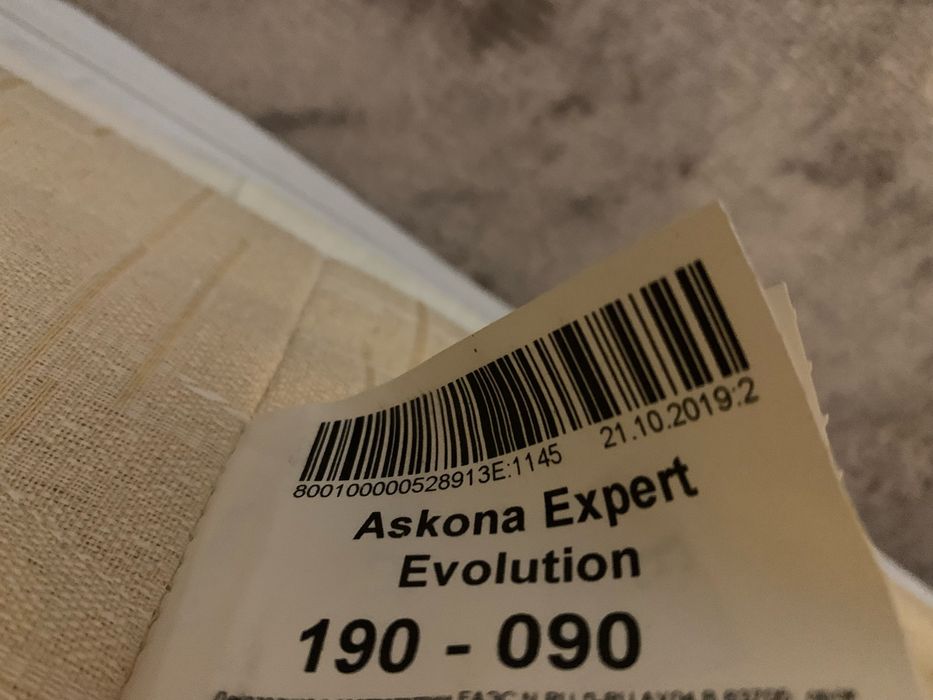 800100000528913E:1145 21.10.2019:2
Askona Expert
Evolution
190 - 090